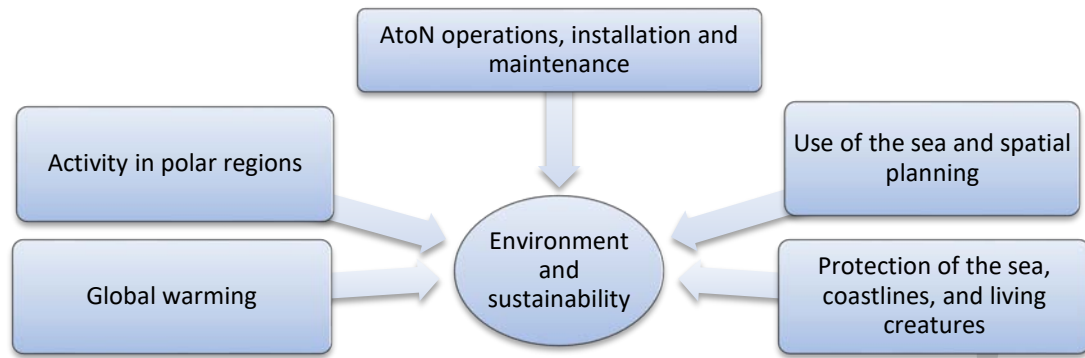 AtoN operations, installation and
maintenance
Activity in polar regions
Use of the sea and spatial
planning
Environment
and
sustainability
Global warming
Protection of the sea,
coastlines, and living
creatures